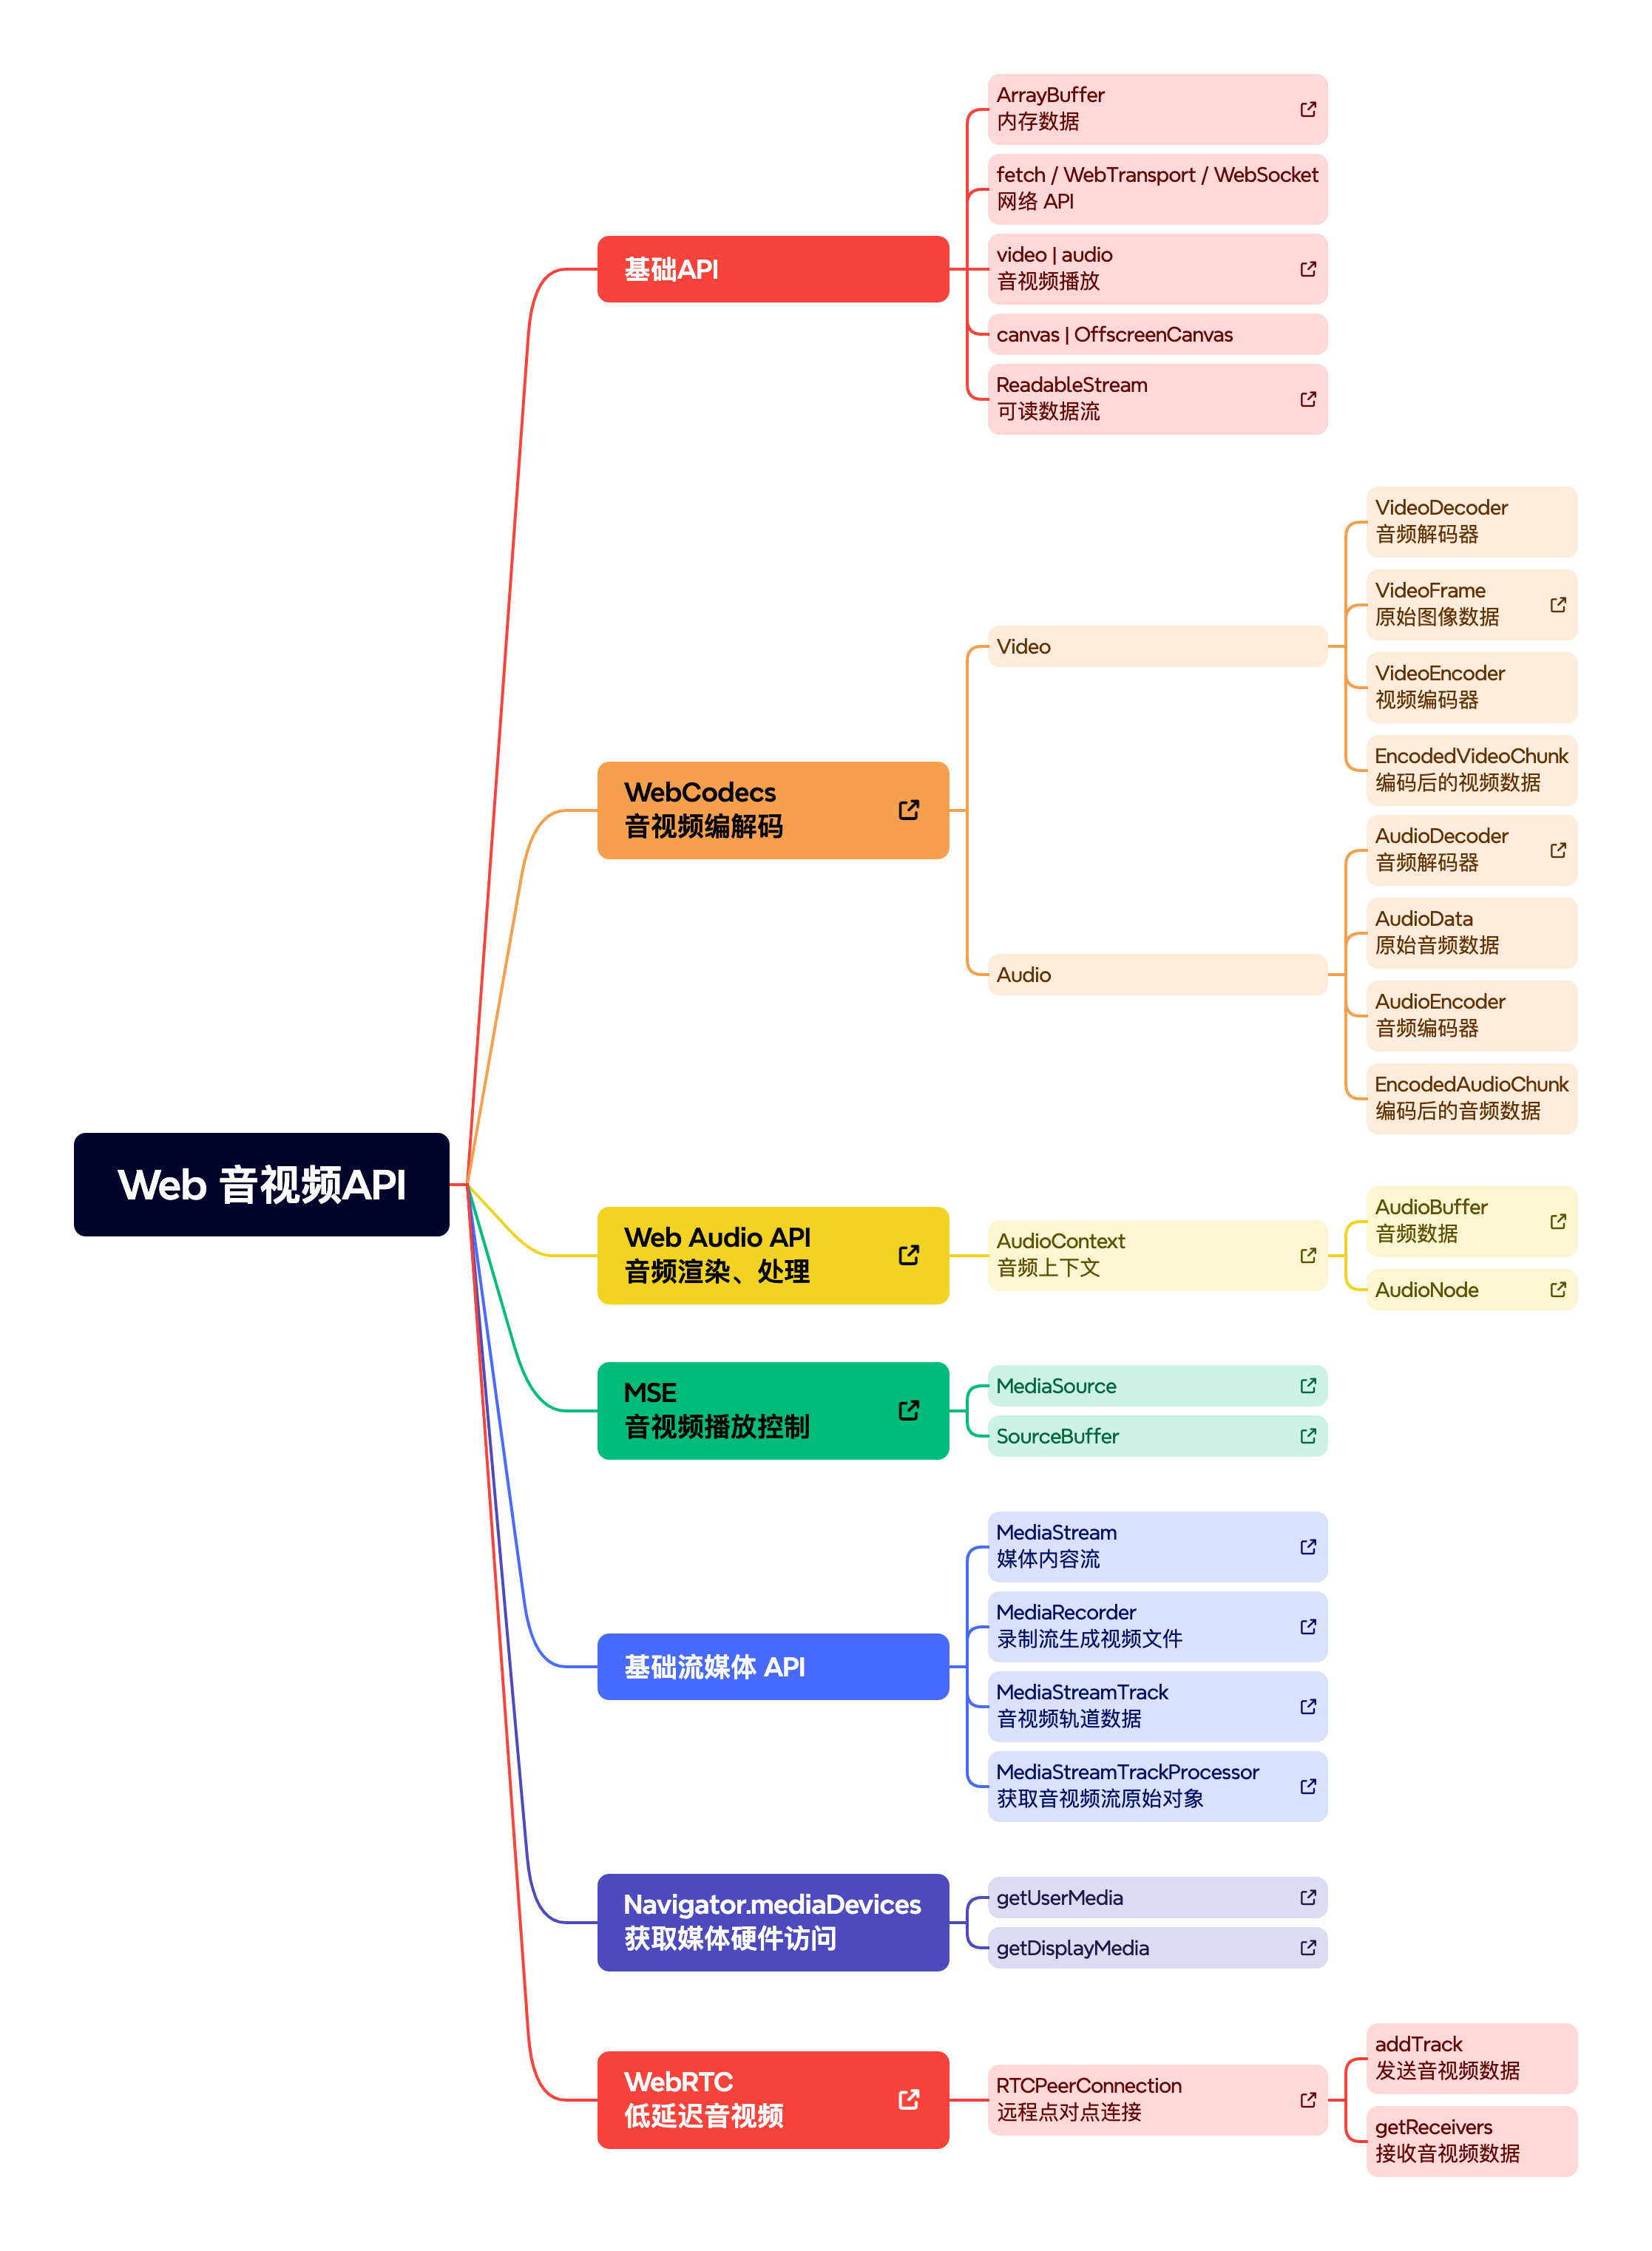 Web 音视频API
基础API
ArrayBuffer
内存数据
fetch / WebTransport / WebSocket
网络 API
video | audio
音视频播放
canvas | OffscreenCanvas
ReadableStream
可读数据流
WebCodecs
音视频编解码
Video
VideoDecoder
音频解码器
VideoFrame
原始图像数据
VideoEncoder
视频编码器
EncodedVideoChunk
编码后的视频数据
Audio
AudioDecoder
音频解码器
AudioData
原始音频数据
AudioEncoder
音频编码器
EncodedAudioChunk
编码后的音频数据
Web Audio API
音频渲染、处理
AudioContext
音频上下文
AudioBuffer
音频数据
AudioNode
MSE
音视频播放控制
MediaSource
SourceBuffer
基础流媒体 API
MediaStream
媒体内容流
MediaRecorder
录制流生成视频文件
MediaStreamTrack
音视频轨道数据
MediaStreamTrackProcessor
获取音视频流原始对象
Navigator.mediaDevices
获取媒体硬件访问
getUserMedia
getDisplayMedia
WebRTC
低延迟音视频
RTCPeerConnection
远程点对点连接
addTrack
发送音视频数据
getReceivers
接收音视频数据